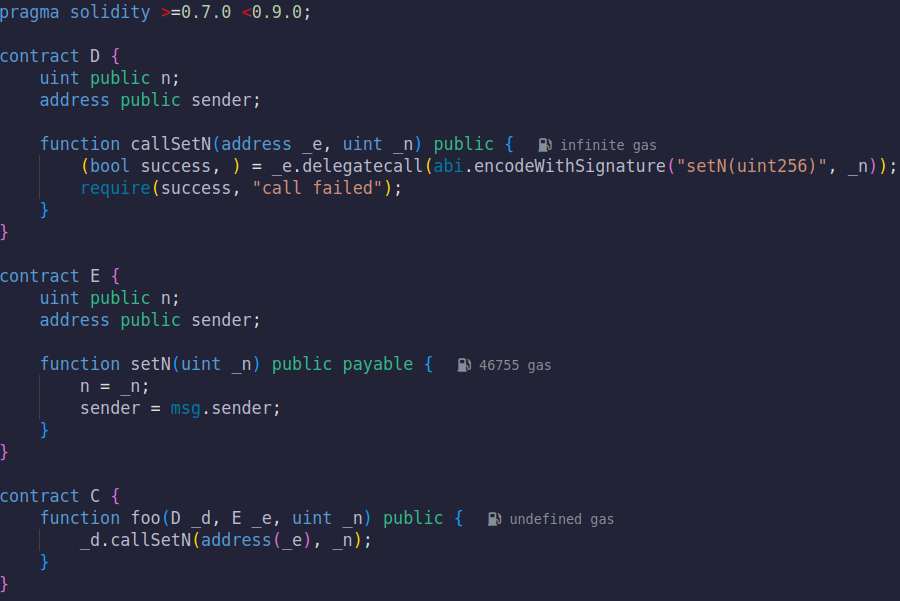 pragma solidity >=0.7.0 <0.9.0;
contract D {
uint public n;
address public sender;
function callSetN(address _e, uint _n) public { infinite gas
(bool success, ) = _e.delegatecall(abi.encodeWithSignature("setN(uint256)", _n));
require(success, "call failed");
}
}
contract E {
uint public n;
address public sender;
function setN(uint _n) public payable { 46755 gas
n = _n;
sender = msg.sender;
}
}
contract C {
function foo(D _d, E _e, uint _n) public { undefined gas
_d.callSetN(address(_e), _n);
}
}